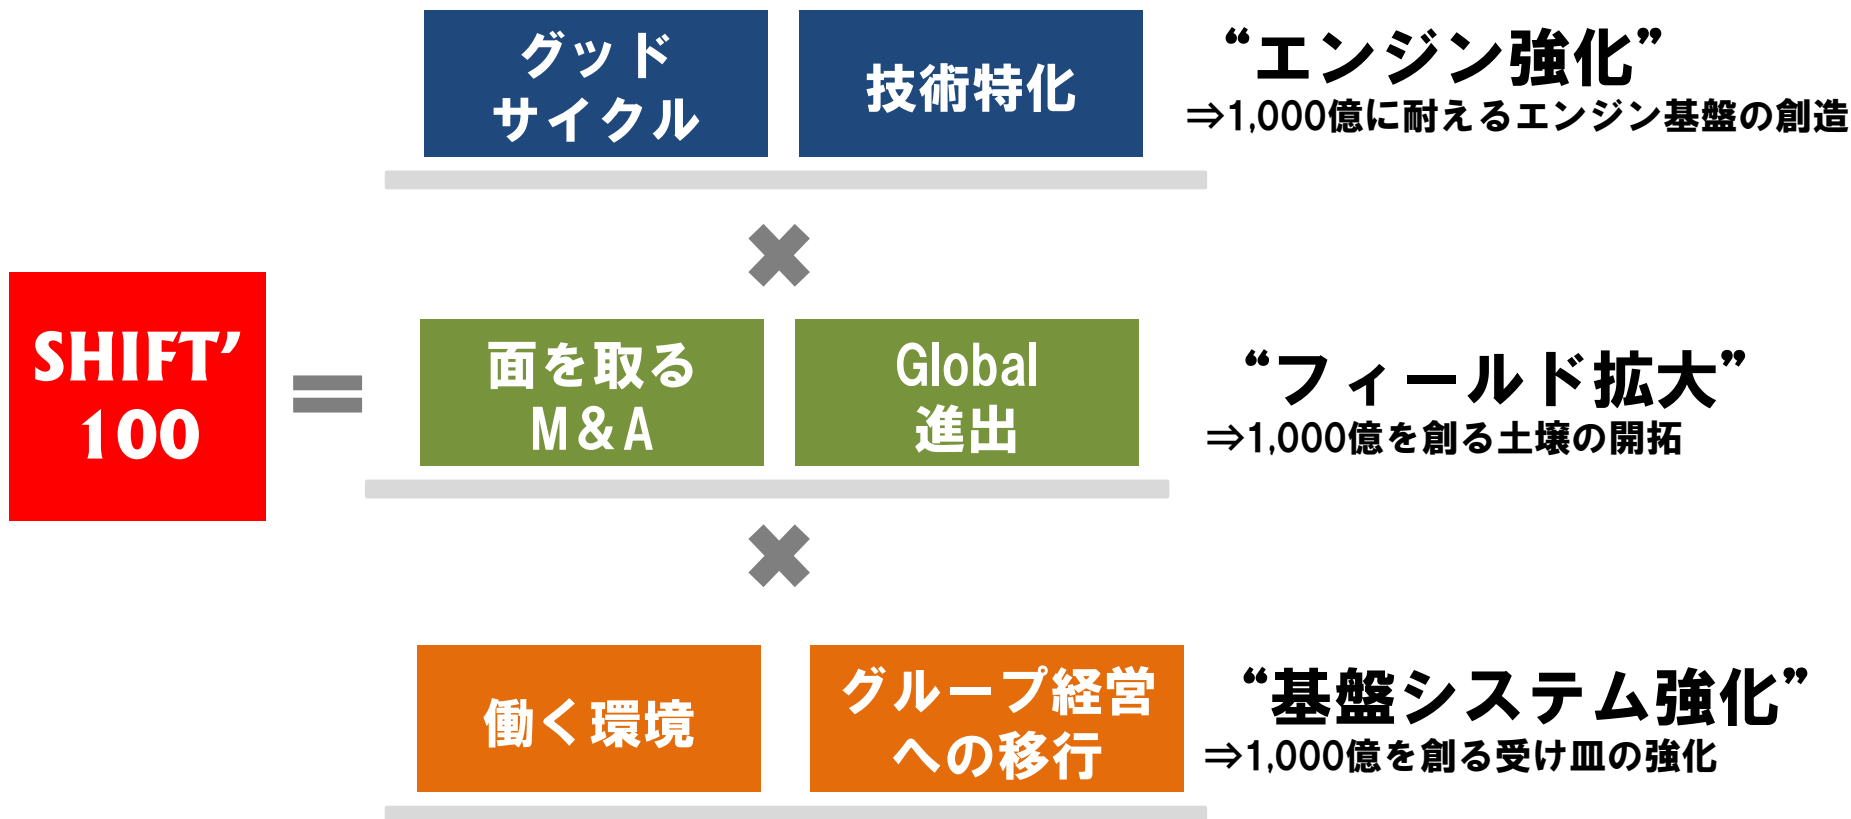 グッド
サイクル
技術特化
“エンジン強化”
⇒1,000億に耐えるエンジン基盤の創造
✖
SHIFT’
100
=
面を取る
M&A
Global
進出
“フィールド拡大”
⇒1,000億を創る土壌の開拓
✖
働く環境
グループ経営
への移行
“基盤システム強化”
⇒1,000億を創る受け皿の強化